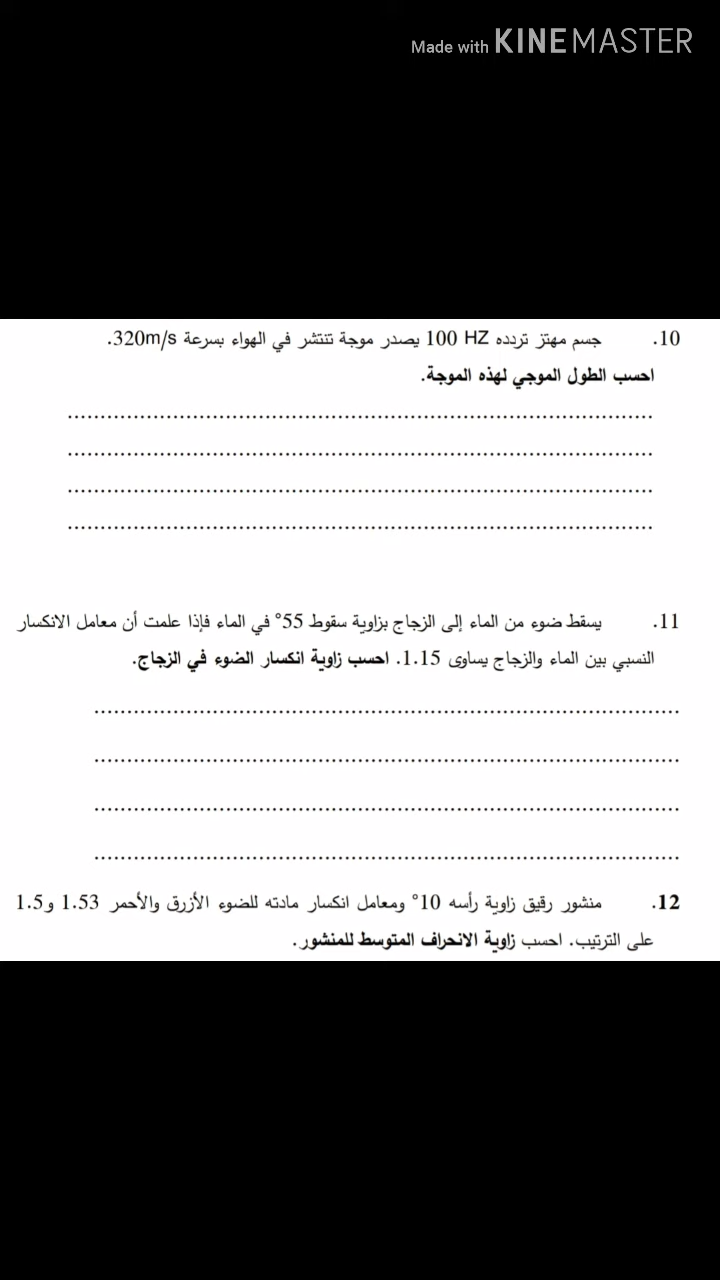 Made with KINEMASTER
10. جسم مهتز تردده 100 HZ يصدر موجة تنتشر في الهواء بسرعة 320m/s.
احسب الطول الموجي لهذه الموجة.
11. يسقط ضوء من الماء إلى الزجاج بزاوية سقوط 55° في الماء فإذا علمت أن معامل الانكسار
النسبي بين الماء والزجاج يساوى 1.15. احسب زاوية انكسار الضوء في الزجاج.
12. منشور رقيق زاوية رأسه 10° ومعامل انكسار مادته للضوء الأزرق والأحمر 1.53 و1.5
على الترتيب. احسب زاوية الانحراف المتوسط للمنشور.